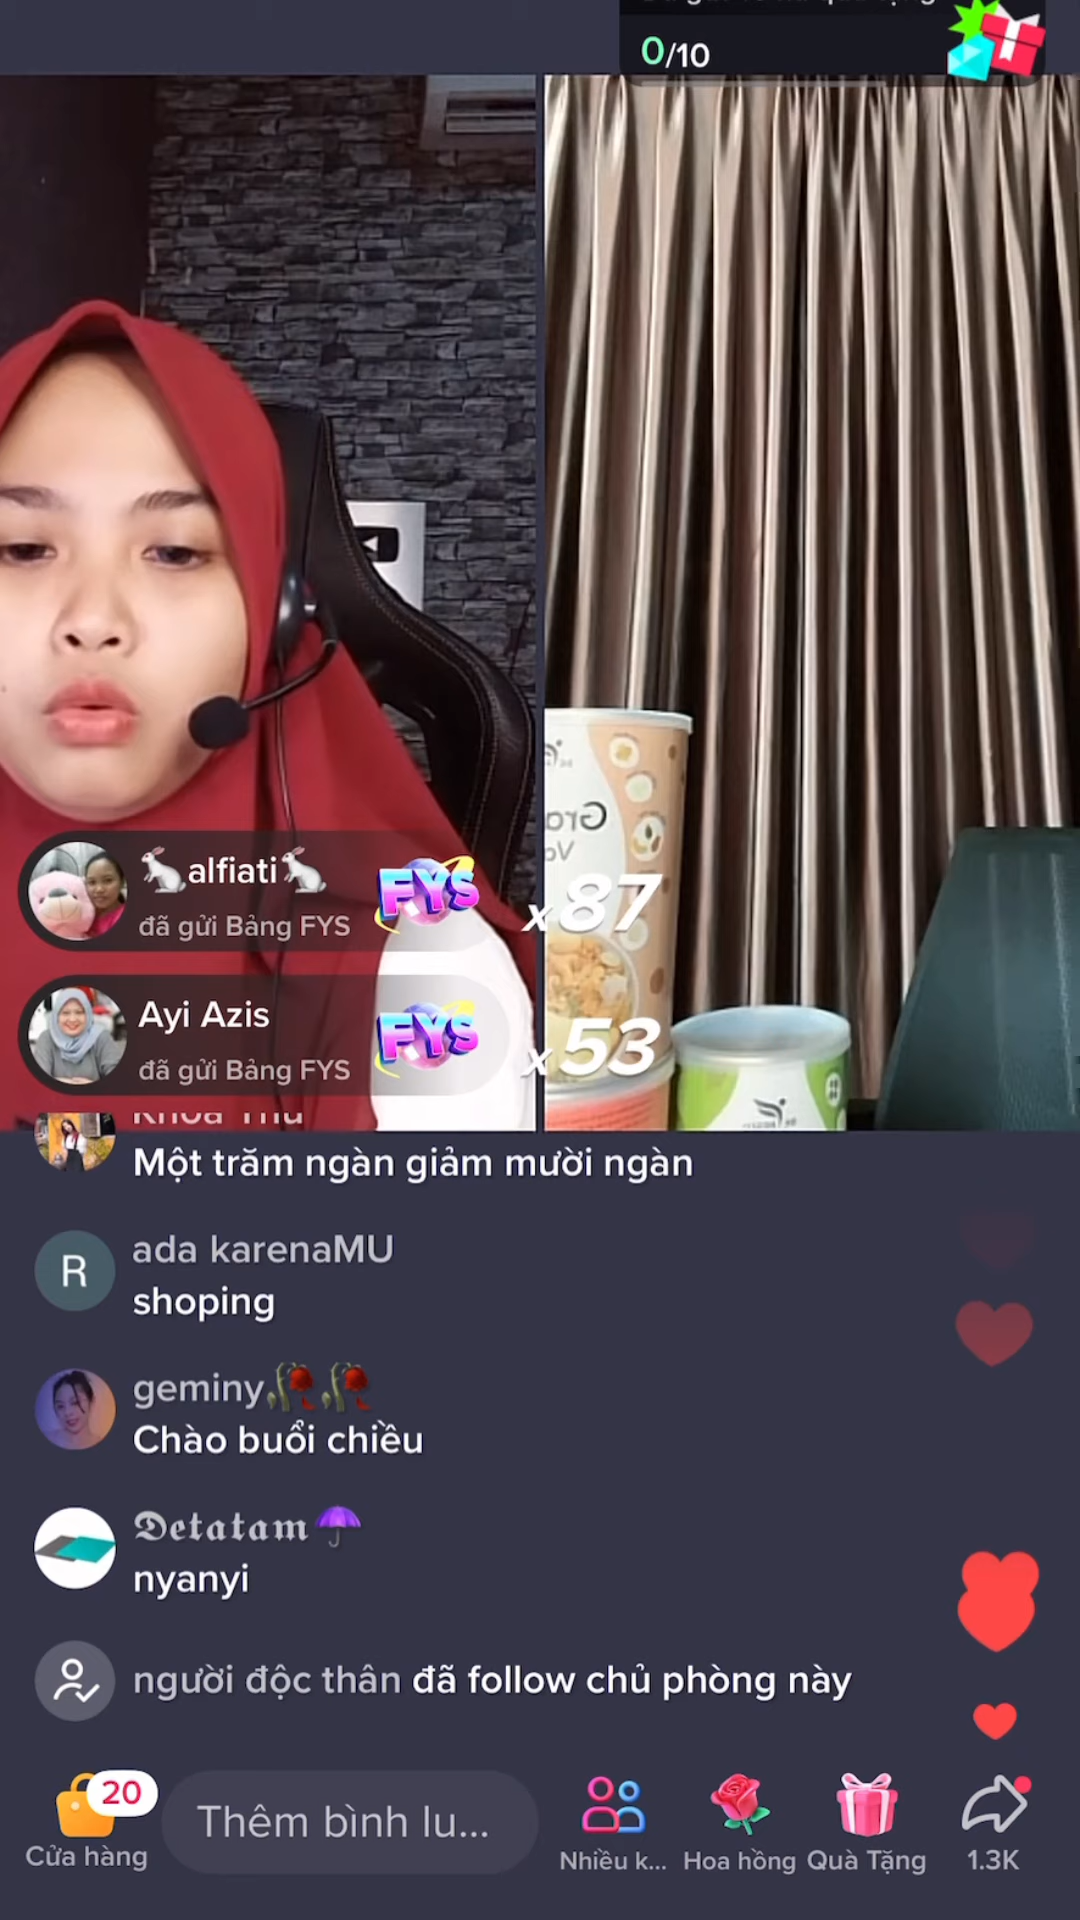 0/10
alfiati
đã gửi Bảng FYS
FYS
x87
Ayi Azis
đã gửi Bảng FYS
FYS
x53
Khoa Thu
Một trăm ngàn giảm mười ngàn
ada karenaMU
R
shoping
geminy
Chào buổi chiều
𝕯𝖊𝖙𝖆𝖙𝖆𝖒
nyanyi
người độc thân đã follow chủ phòng này
20
Thêm bình lu...
Cửa hàng
Nhiều k...
Hoa hồng
Quà Tặng
1.3K